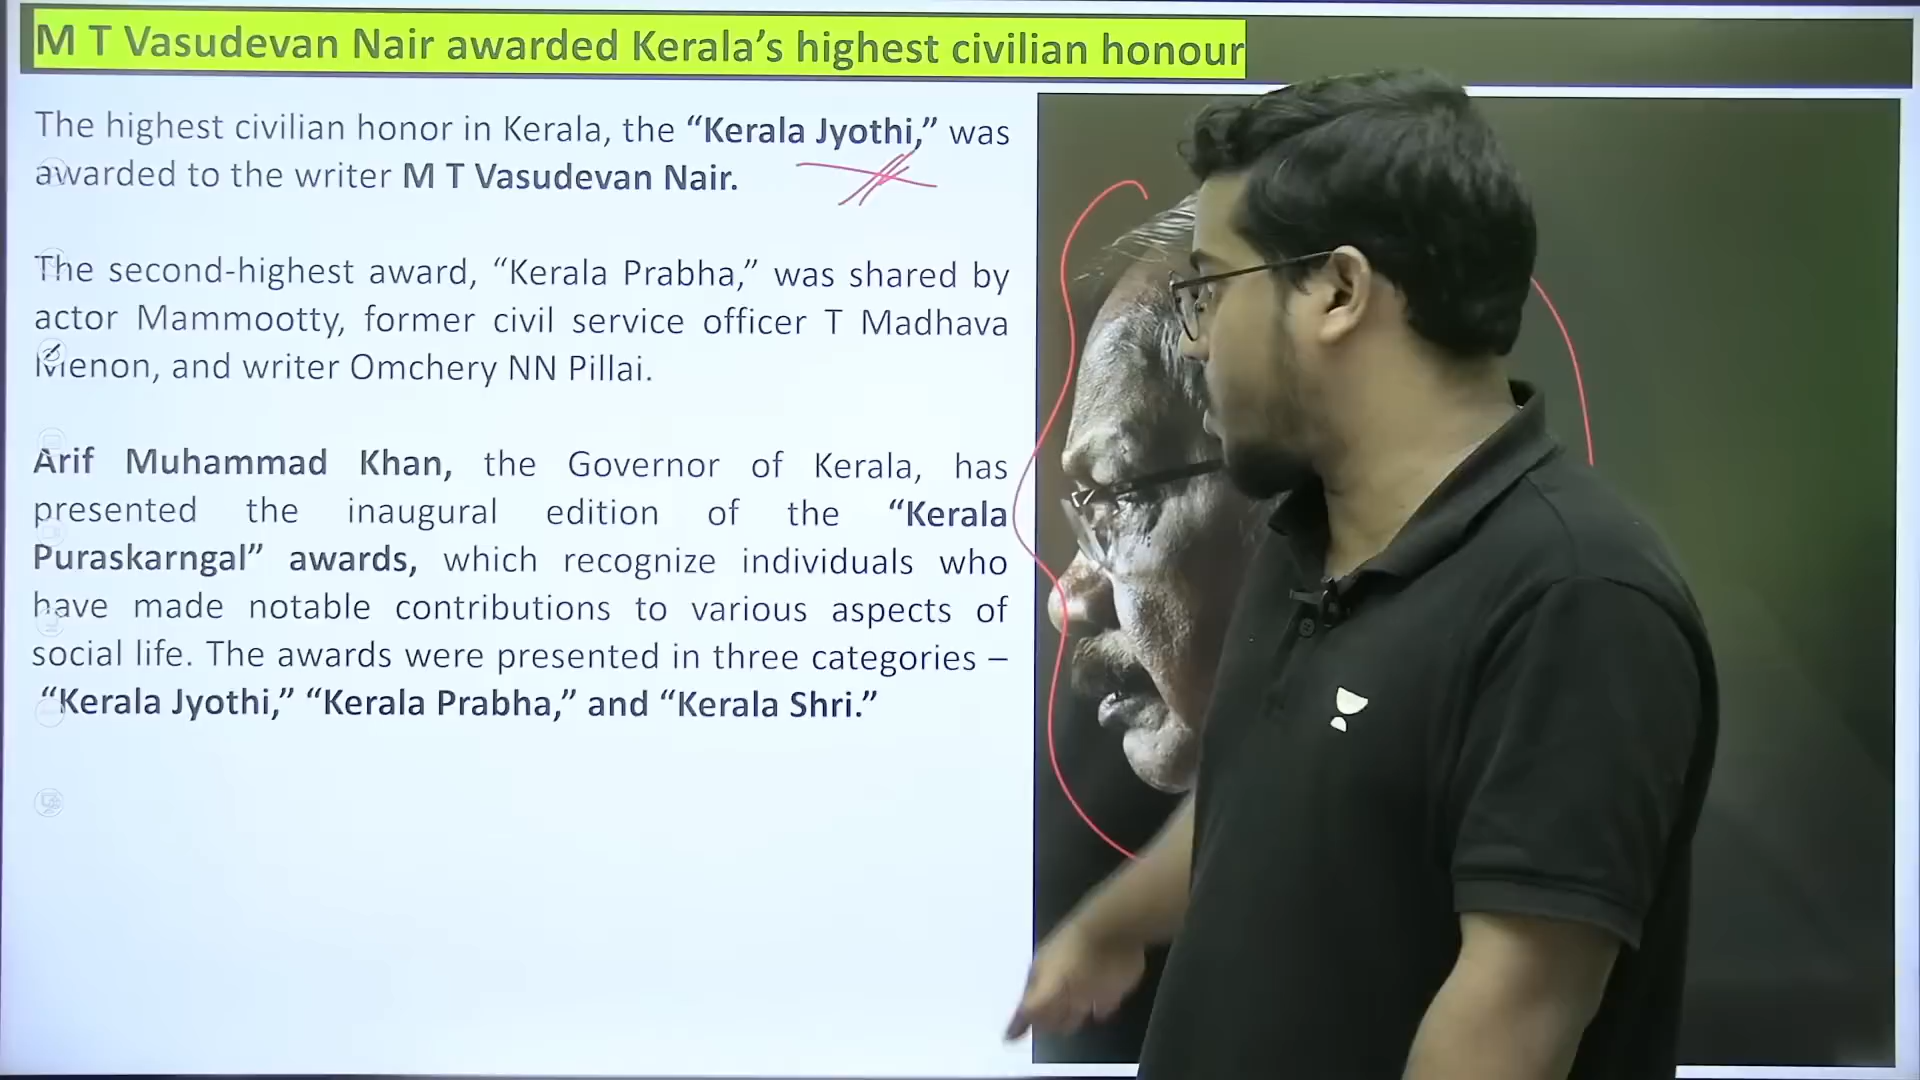 M T Vasudevan Nair awarded Kerala’s highest civilian honour
The highest civilian honor in Kerala, the “Kerala Jyothi,” was
awarded to the writer M T Vasudevan Nair.
The second-highest award, “Kerala Prabha,” was shared by
actor Mammootty, former civil service officer T Madhava
Menon, and writer Omchery NN Pillai.
Arif Muhammad Khan, the Governor of Kerala, has
presented the inaugural edition of the “Kerala
Puraskarngal” awards, which recognize individuals who
have made notable contributions to various aspects of
social life. The awards were presented in three categories –
“Kerala Jyothi,” “Kerala Prabha,” and “Kerala Shri.”